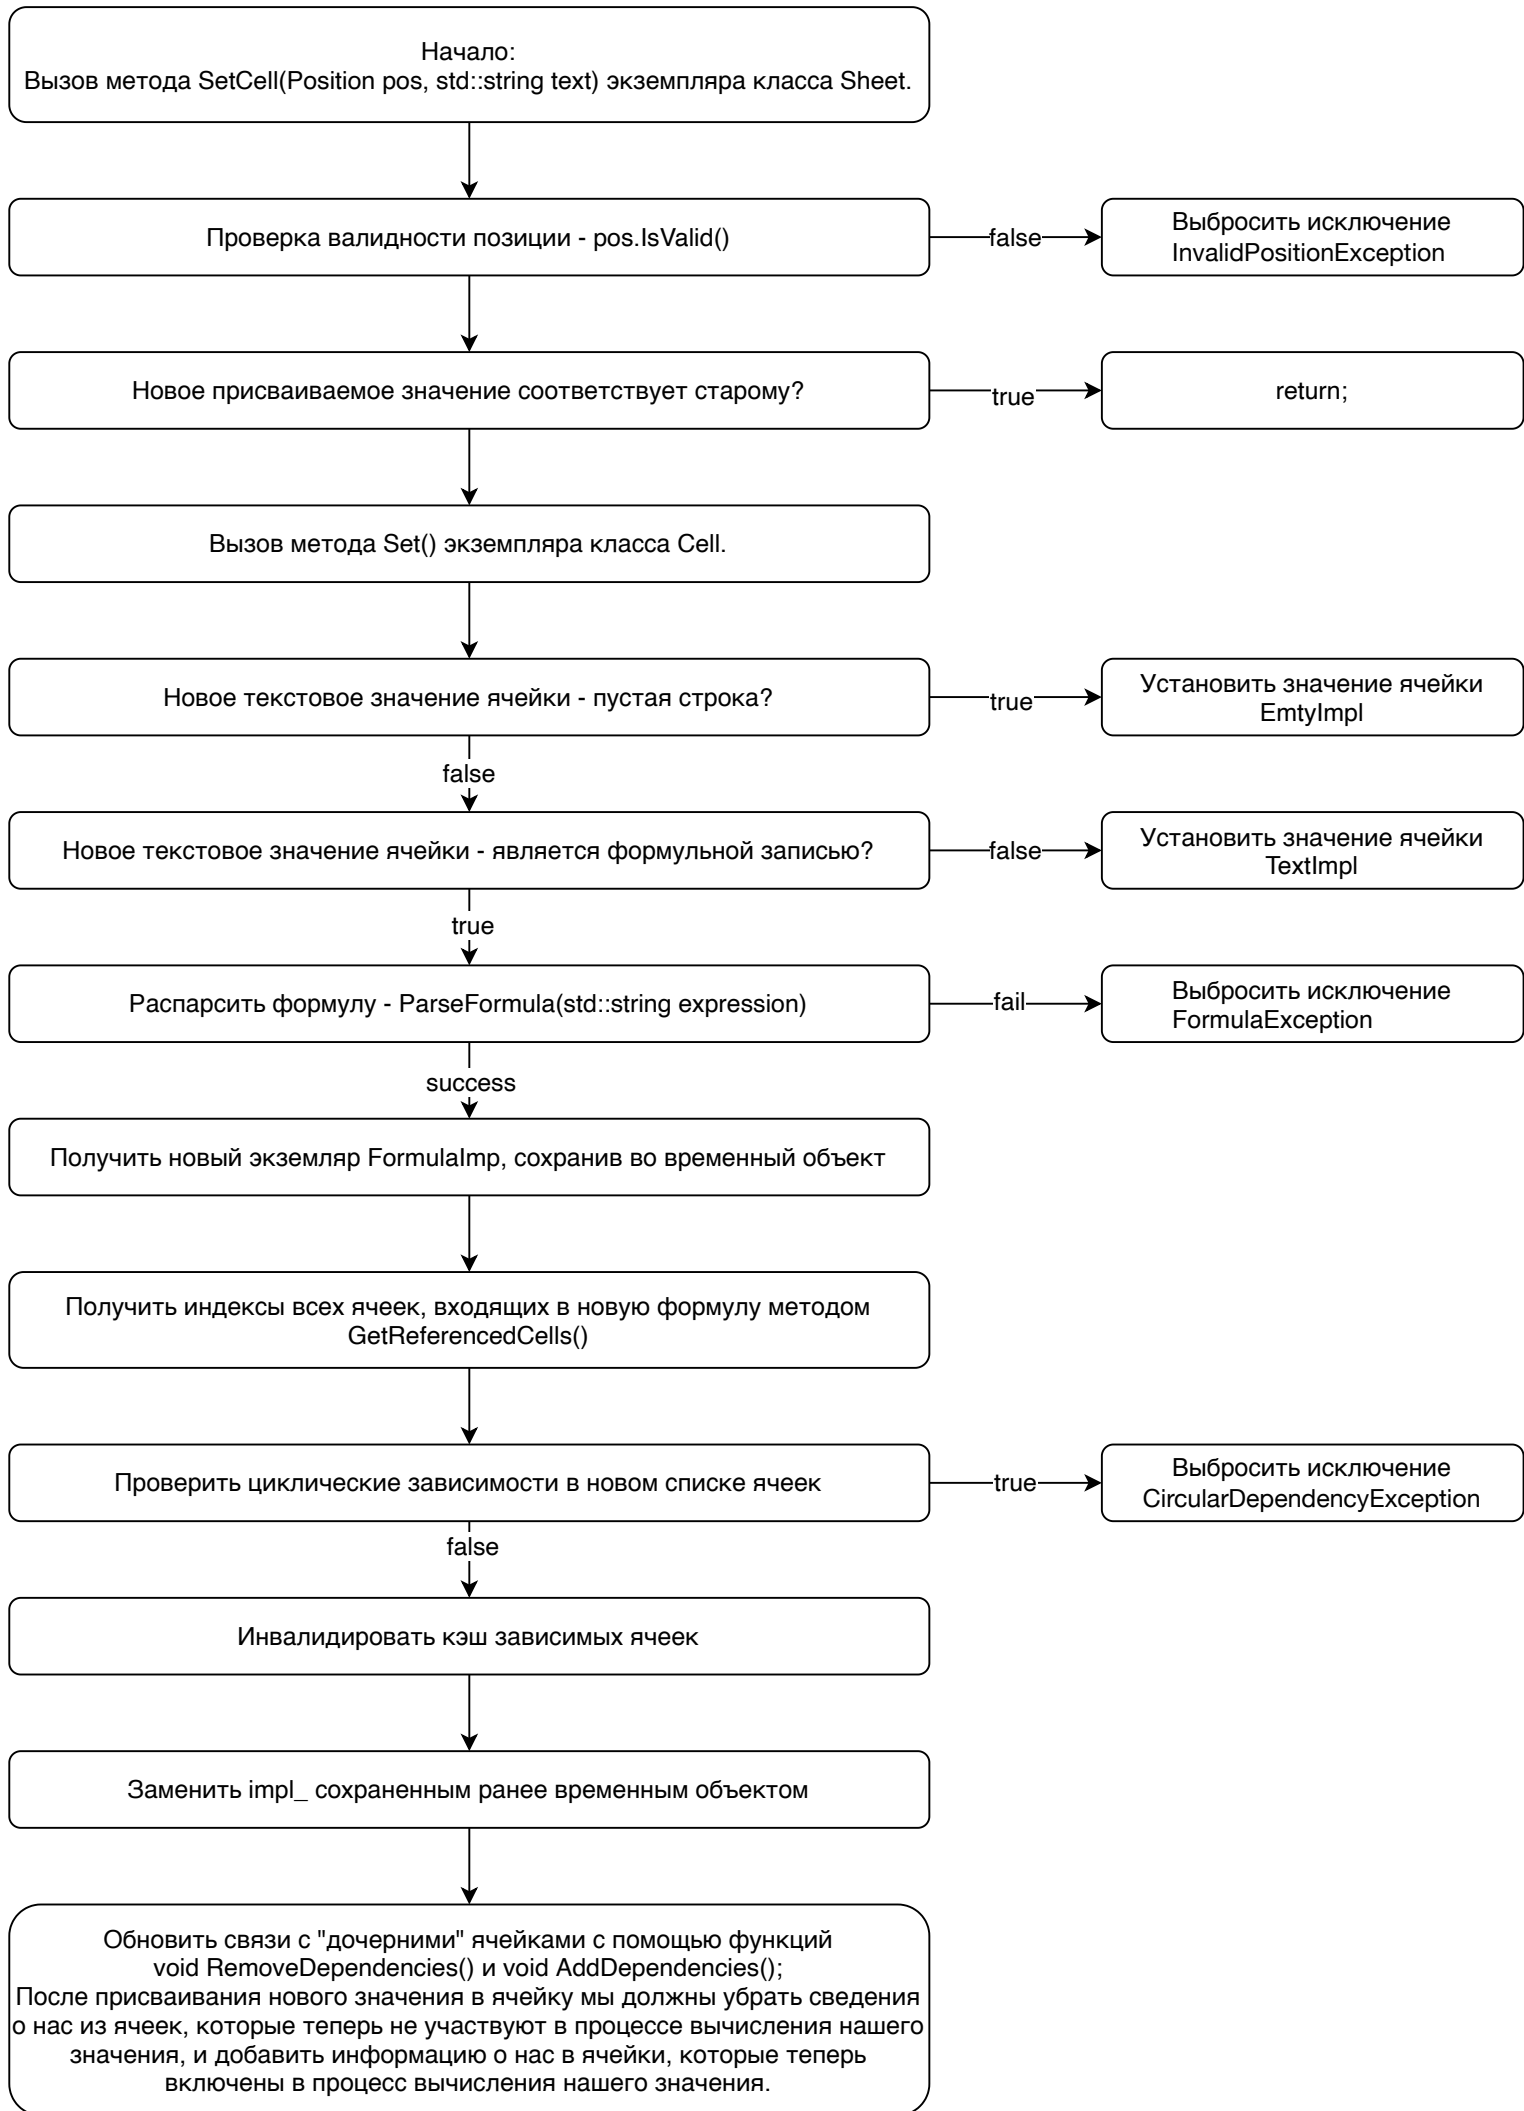 Начало:
Вызов метода SetCell(Position pos, std::string text) экземпляра класса Sheet.
Проверка валидности позиции - pos.IsValid()
false
Выбросить исключение
InvalidPositionException
Новое присваиваемое значение соответствует старому?
true
return;
Вызов метода Set() экземпляра класса Cell.
Новое текстовое значение ячейки - пустая строка?
true
Установить значение ячейки
EmtyImpl
false
Новое текстовое значение ячейки - является формульной записью?
false
Установить значение ячейки
TextImpl
true
Распарсить формулу - ParseFormula(std::string expression)
fail
Выбросить исключение
FormulaException
success
Получить новый экземляр FormulaImp, сохранив во временный объект
Получить индексы всех ячеек, входящих в новую формулу методом
GetReferencedCells()
Проверить циклические зависимости в новом списке ячеек
true
Выбросить исключение
CircularDependencyException
false
Инвалидировать кэш зависимых ячеек
Заменить impl_ сохраненным ранее временным объектом
Обновить связи с "дочерними" ячейками с помощью функций
void RemoveDependencies() и void AddDependencies();
После присваивания нового значения в ячейку мы должны убрать сведения
о нас из ячеек, которые теперь не участвуют в процессе вычисления нашего
значения, и добавить информацию о нас в ячейки, которые теперь
включены в процесс вычисления нашего значения.